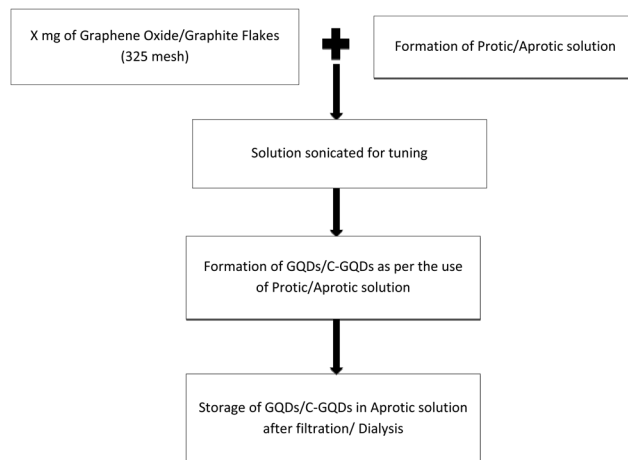 X mg of Graphene Oxide/Graphite Flakes
(325 mesh)
Formation of Protic/Aprotic solution
Solution sonicated for tuning
Formation of GQDs/C-GQDs as per the use
of Protic/Aprotic solution
Storage of GQDs/C-GQDs in Aprotic solution
after filtration/ Dialysis